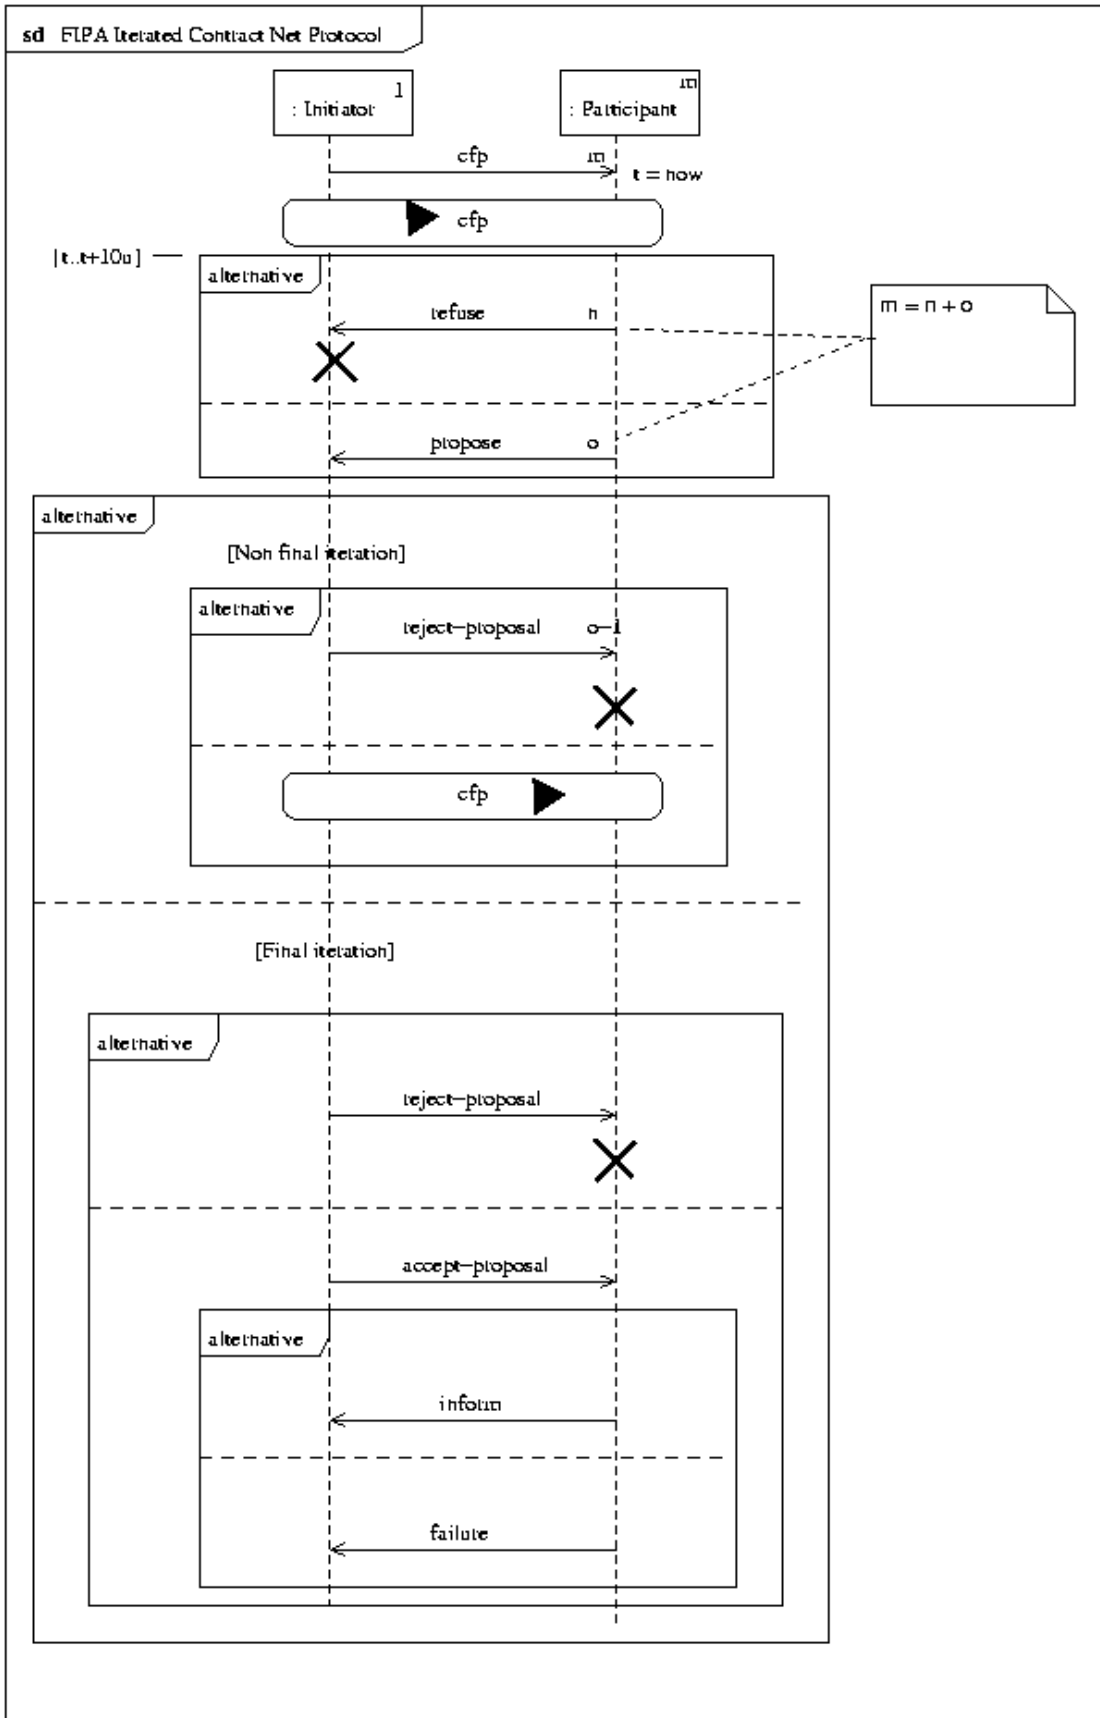 sd FIPA Iterated Contract Net Protocol
1
: Initiator
m
: Participant
cfp m
t = now
cfp
[t..t+10u]
alternative
refuse n
m = n + o
propose o
alternative
[Non final iteration]
alternative
reject-proposal o-1
cfp
[Final iteration]
alternative
reject-proposal
accept-proposal
alternative
inform
failure